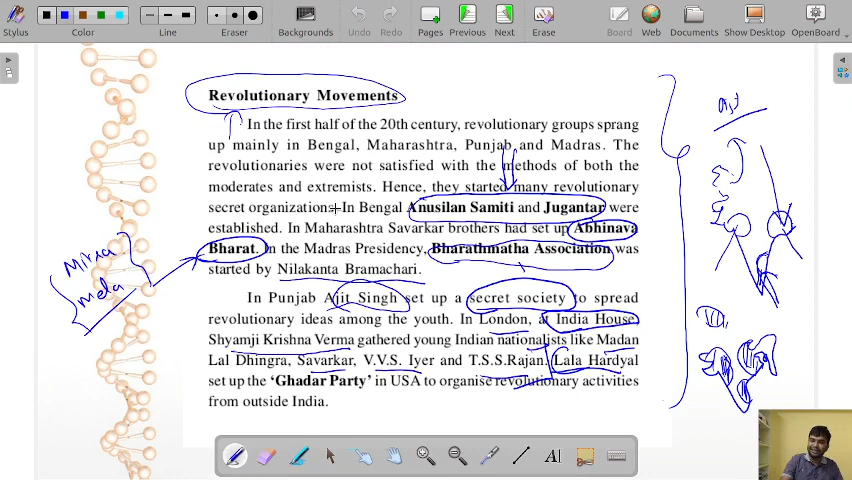 Stylus Color Line Eraser Backgrounds Undo Redo Pages Previous Next Erase Board Web Documents Show Desktop OpenBoard
Revolutionary Movements
In the first half of the 20th century, revolutionary groups sprang
up mainly in Bengal, Maharashtra, Punjab and Madras. The
revolutionaries were not satisfied with the methods of both the
moderates and extremists. Hence, they started many revolutionary
secret organizations. In Bengal Anusilan Samiti and Jugantar were
established. In Maharashtra Savarkar brothers had set up Abhinava
Bharat. In the Madras Presidency, Bharathmatha Association was
started by Nilakanta Bramachari.
Mitra
mela
In Punjab Ajit Singh set up a secret society to spread
revolutionary ideas among the youth. In London, at India House,
Shyamji Krishna Verma gathered young Indian nationalists like Madan
Lal Dhingra, Savarkar, V.V.S. Iyer and T.S.S.Rajan. Lala Hardyal
set up the ‘Ghadar Party’ in USA to organise revolutionary activities
from outside India.